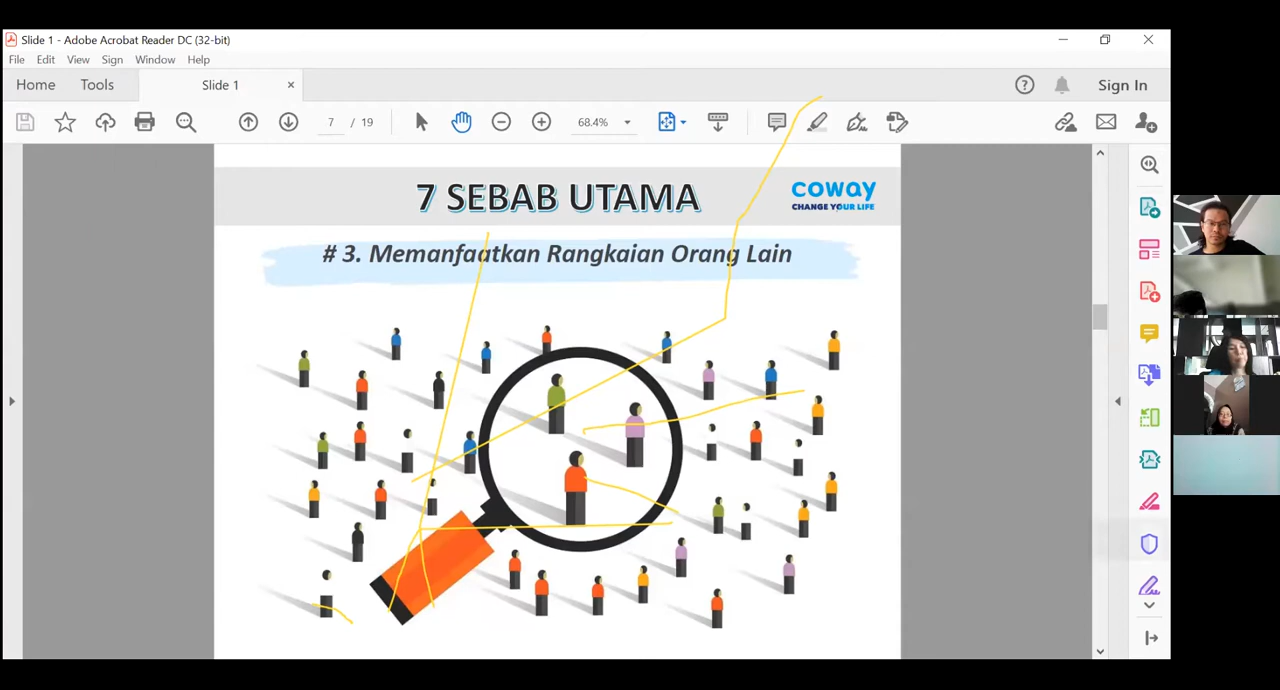 Slide 1 - Adobe Acrobat Reader DC (32-bit)
File Edit View Sign Window Help
Home Tools Slide 1 Sign In
7 / 19 68.4%
7 SEBAB UTAMA
coway
CHANGE YOUR LIFE
# 3. Memanfaatkan Rangkaian Orang Lain